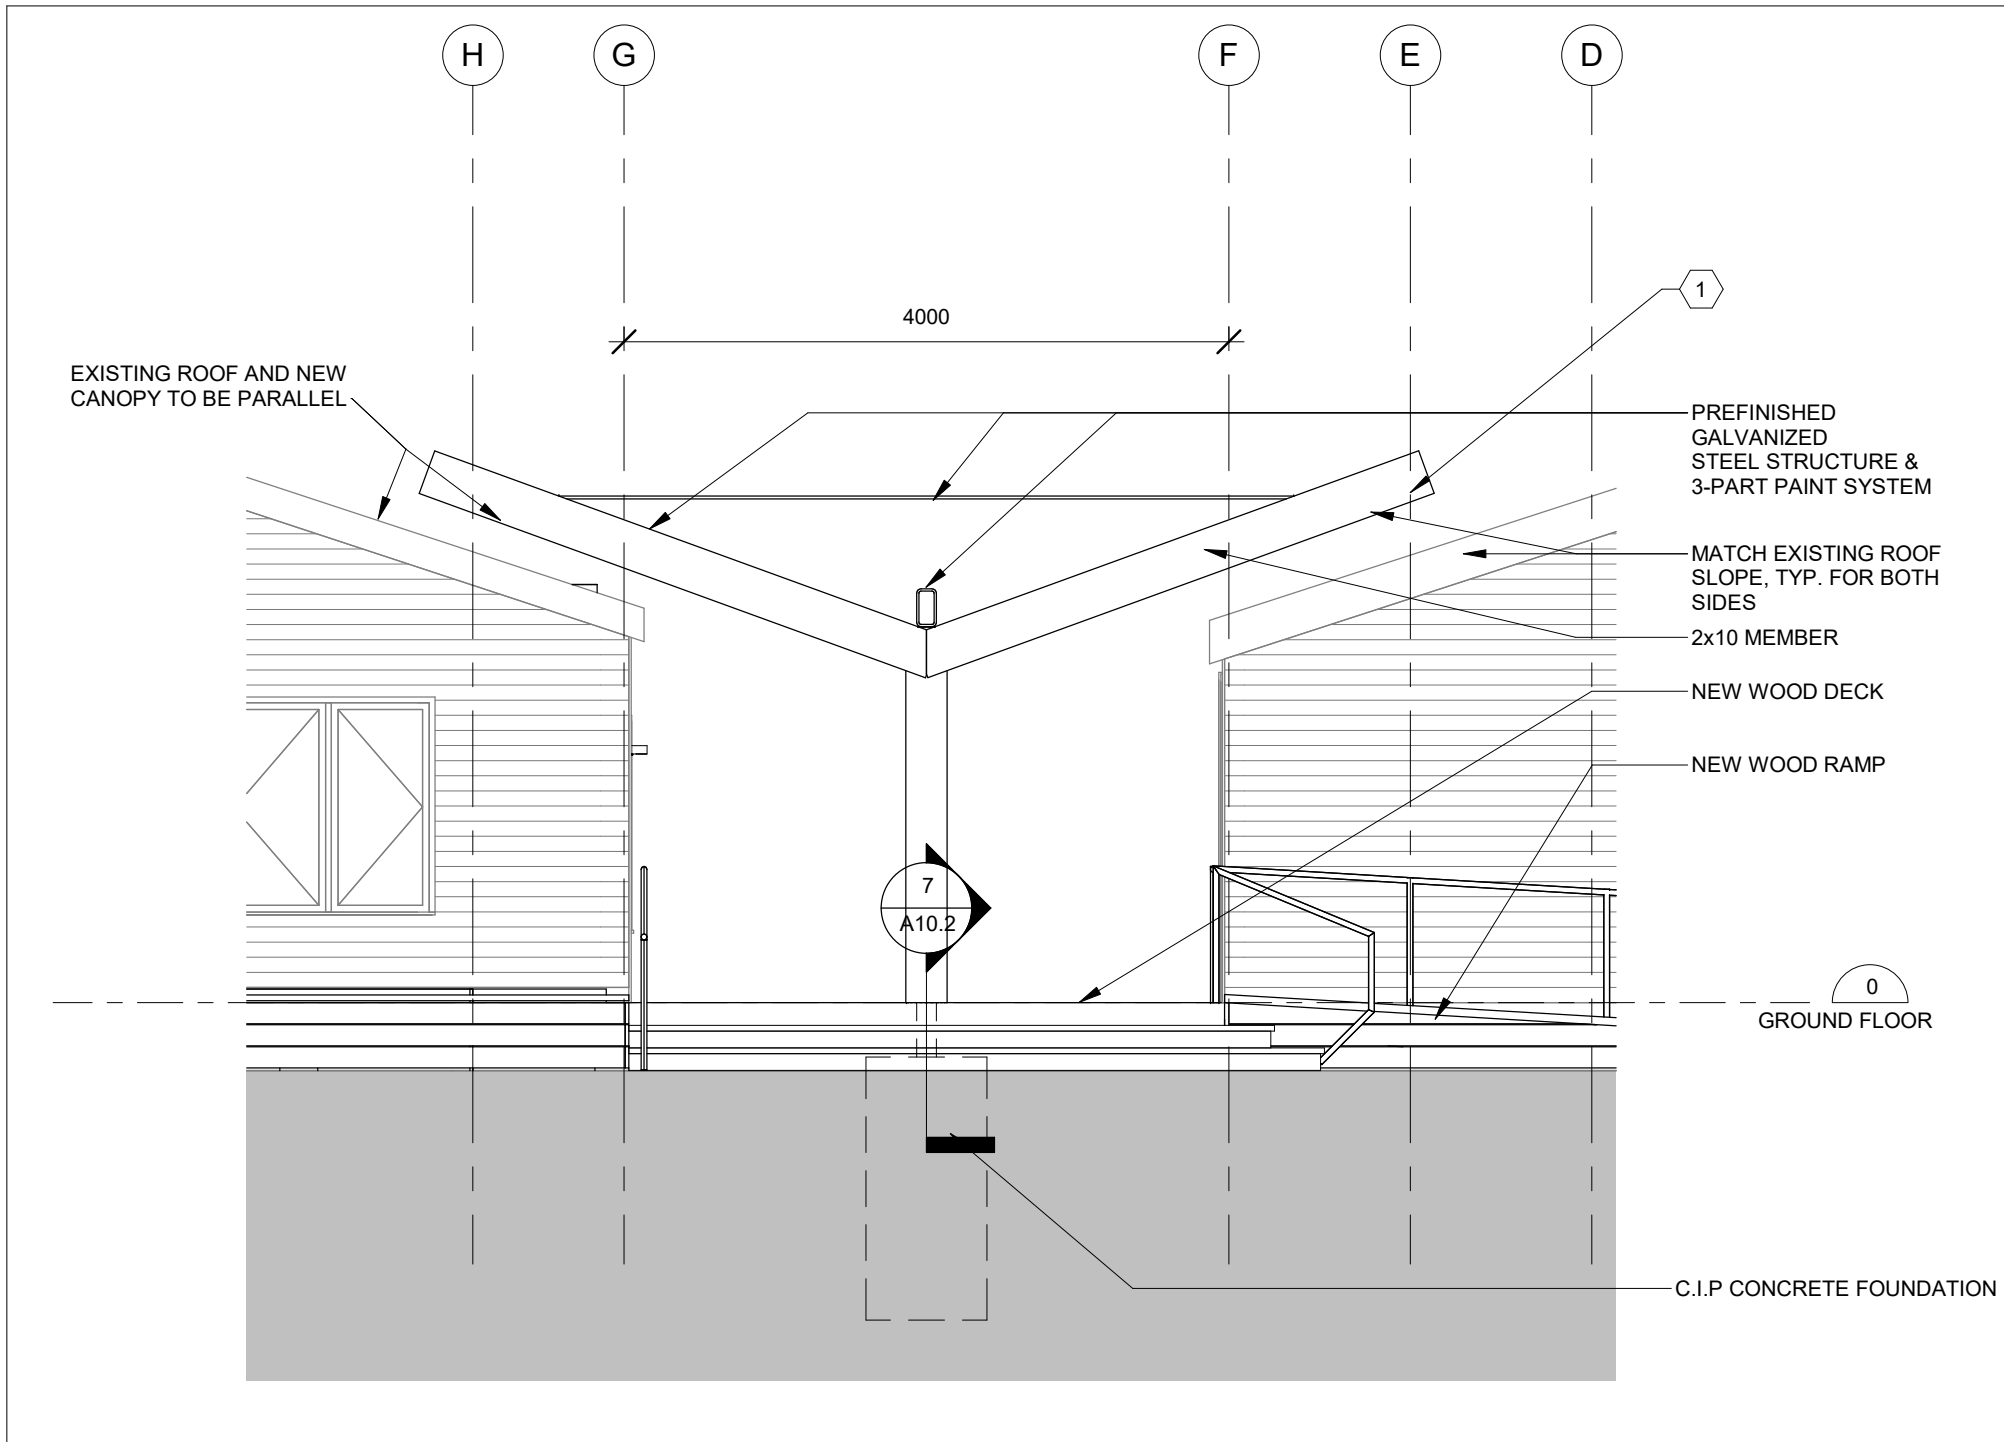 H
G
F
E
D
1
4000
EXISTING ROOF AND NEW
CANOPY TO BE PARALLEL
PREFINISHED
GALVANIZED
STEEL STRUCTURE &
3-PART PAINT SYSTEM
MATCH EXISTING ROOF
SLOPE, TYP. FOR BOTH
SIDES
2x10 MEMBER
NEW WOOD DECK
NEW WOOD RAMP
7
A10.2
0
GROUND FLOOR
C.I.P CONCRETE FOUNDATION